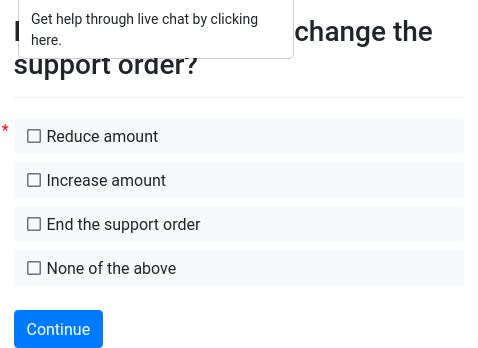 Get help through live chat by clicking
here.
change the
support order?
* Reduce amount
Increase amount
End the support order
None of the above
Continue